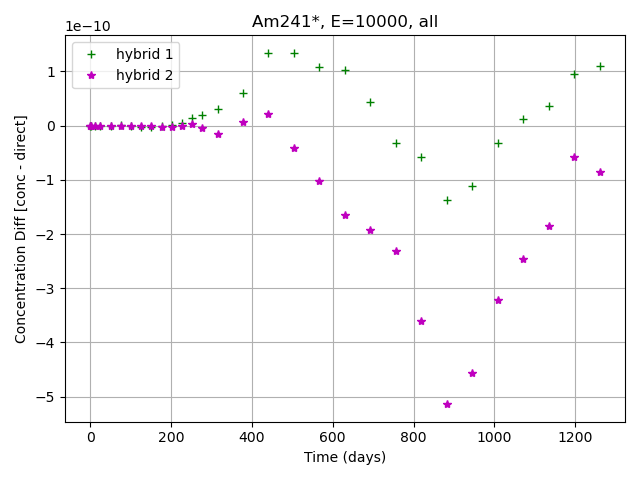 Am241*, E=10000, all
1e−10
hybrid 1
hybrid 2
1
0
−1
−2
−3
−4
−5
Concentration Diff [conc - direct]
0 200 400 600 800 1000 1200
Time (days)